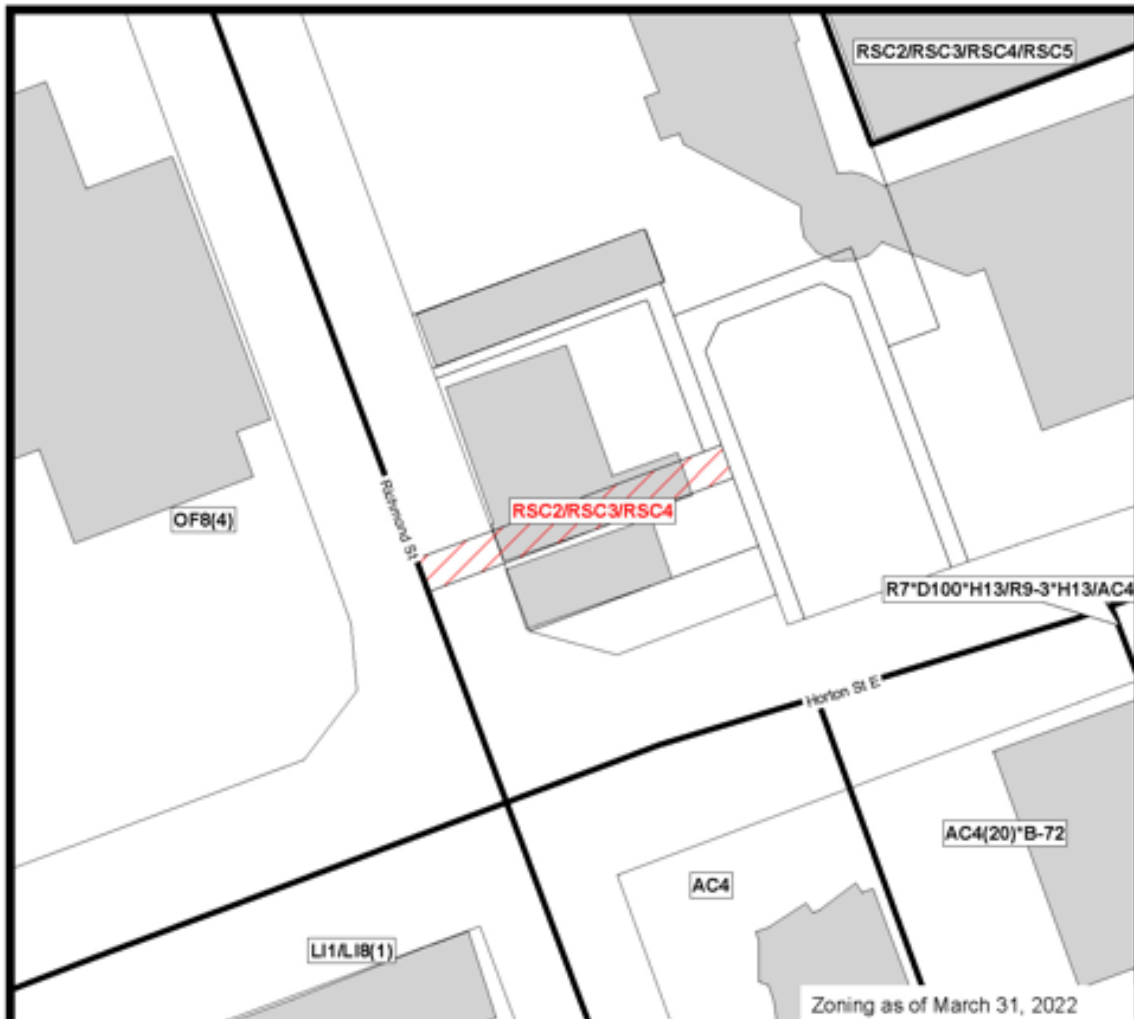 RSC2/RSC3/RSC4/RSC5
Richmond St
OF8(4)
RSC2/RSC3/RSC4
R7*D100*H13/R9-3*H13/AC4
Horton St E
AC4(20)*B-72
AC4
LI1/LI8(1)
Zoning as of March 31, 2022